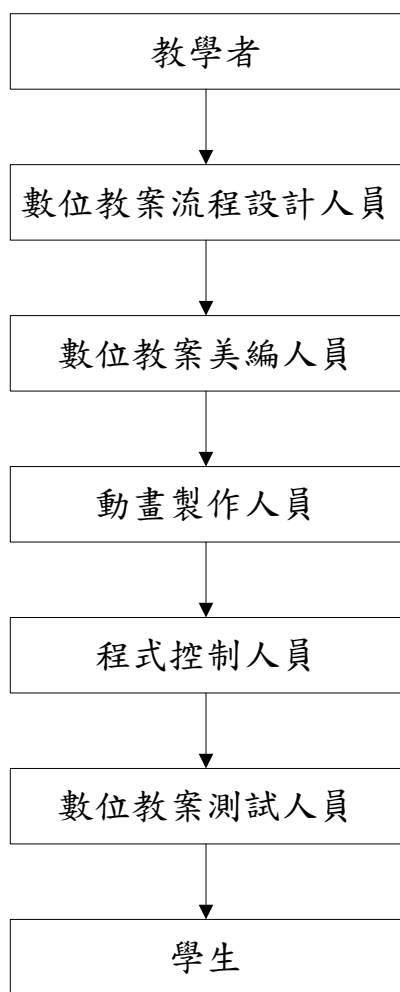 教學者
數位教案流程設計人員
數位教案美編人員
動畫製作人員
程式控制人員
數位教案測試人員
學生